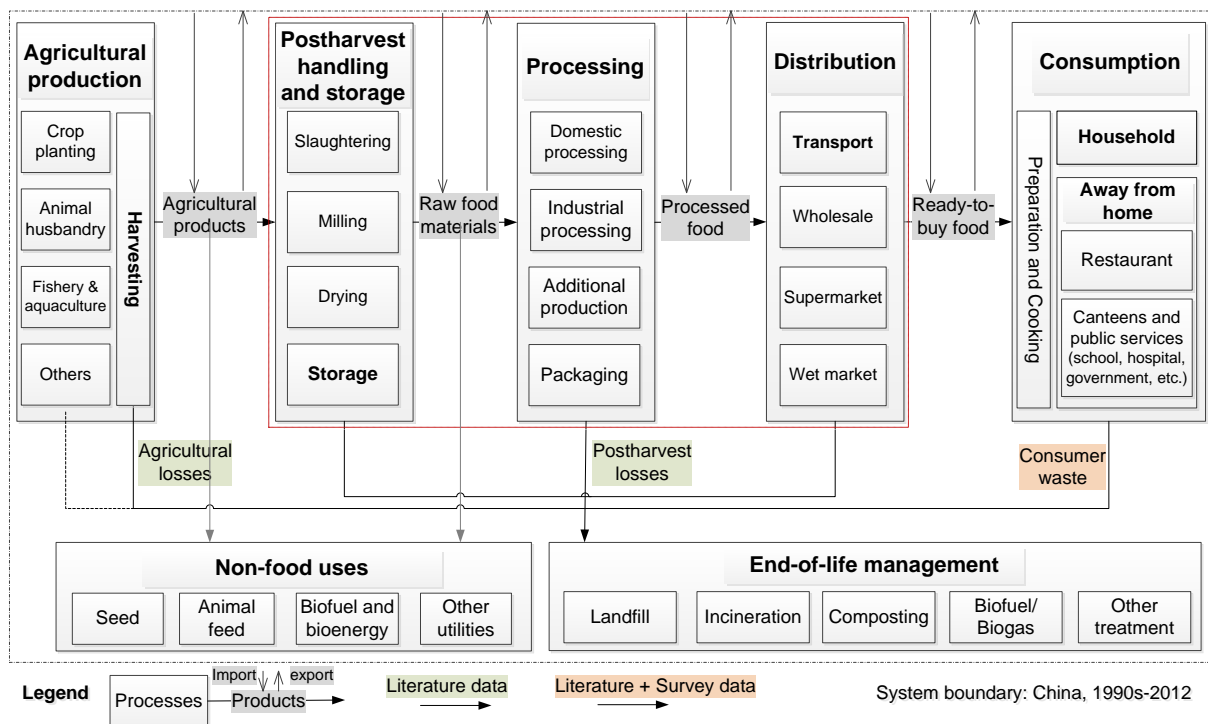 Agricultural
production
Crop
planting
Animal
husbandry
Fishery &
aquaculture
Others
Harvesting
Agricultural
products
Postharvest
handling
and storage
Slaughtering
Milling
Drying
Storage
Raw food
materials
Processing
Domestic
processing
Industrial
processing
Additional
production
Packaging
Processed
food
Distribution
Transport
Wholesale
Supermarket
Wet market
Ready-to-
buy food
Consumption
Preparation and Cooking
Household
Away from
home
Restaurant
Canteens and
public services
(school, hospital,
government, etc.)
Agricultural
losses
Postharvest
losses
Consumer
waste
Non-food uses
Seed
Animal
feed
Biofuel and
bioenergy
Other
utilities
End-of-life management
Landfill
Incineration
Composting
Biofuel/
Biogas
Other
treatment
Legend
Processes
Import
export
Products
Literature data
Literature + Survey data
System boundary: China, 1990s-2012